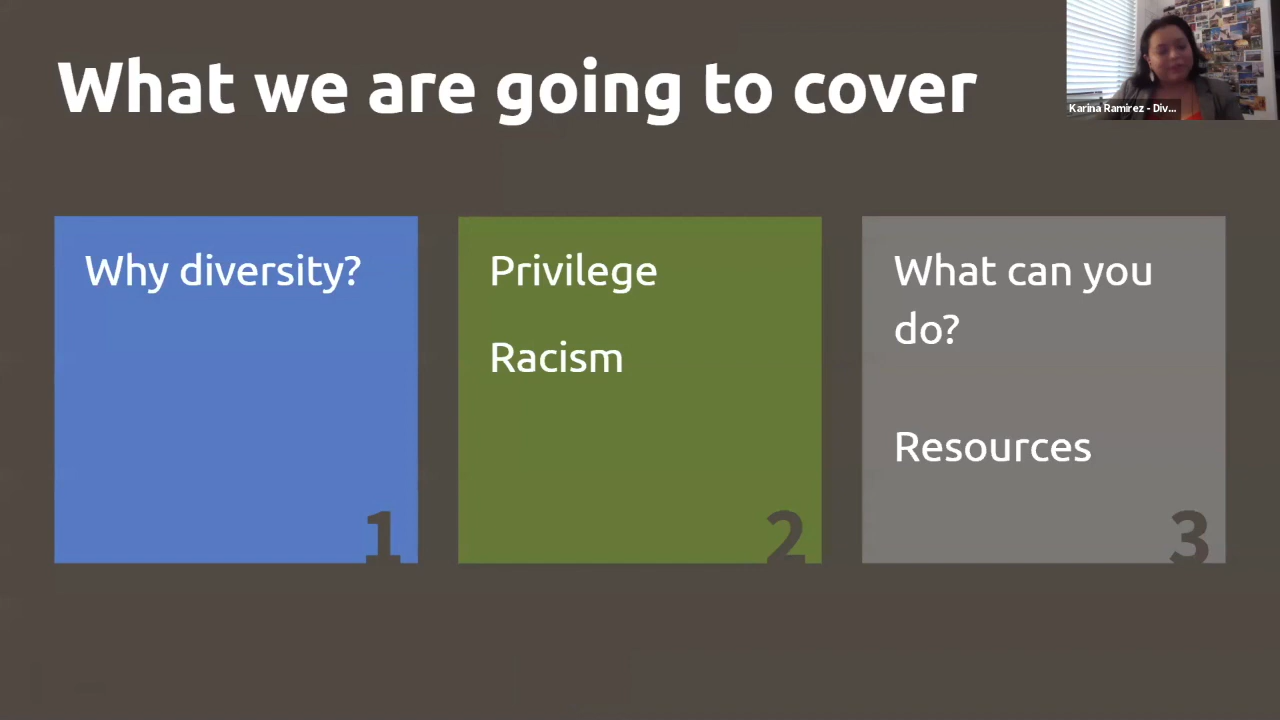 What we are going to cover
Karina Ramirez - Div...
Why diversity?
1
Privilege
Racism
2
What can you
do?
Resources
3